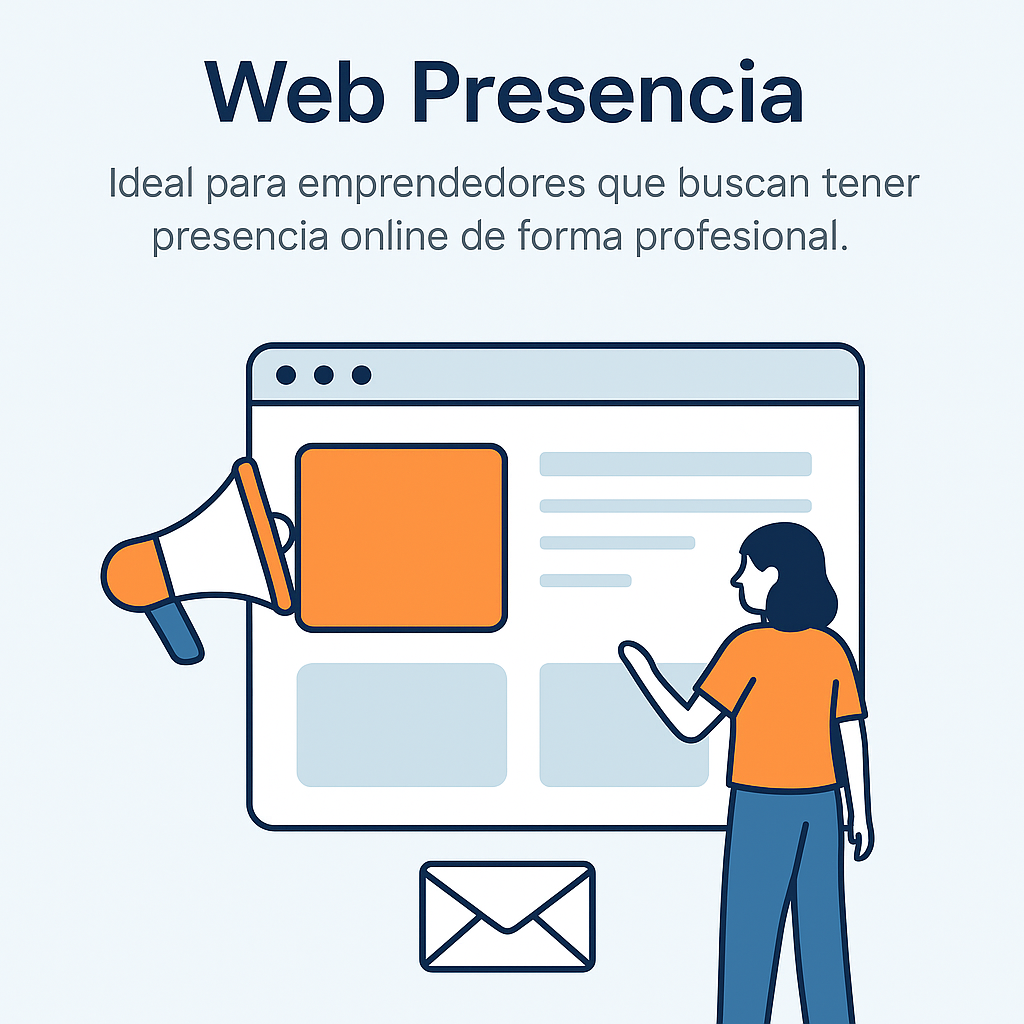 Web Presencia
Ideal para emprendedores que buscan tener
presencia online de forma profesional.